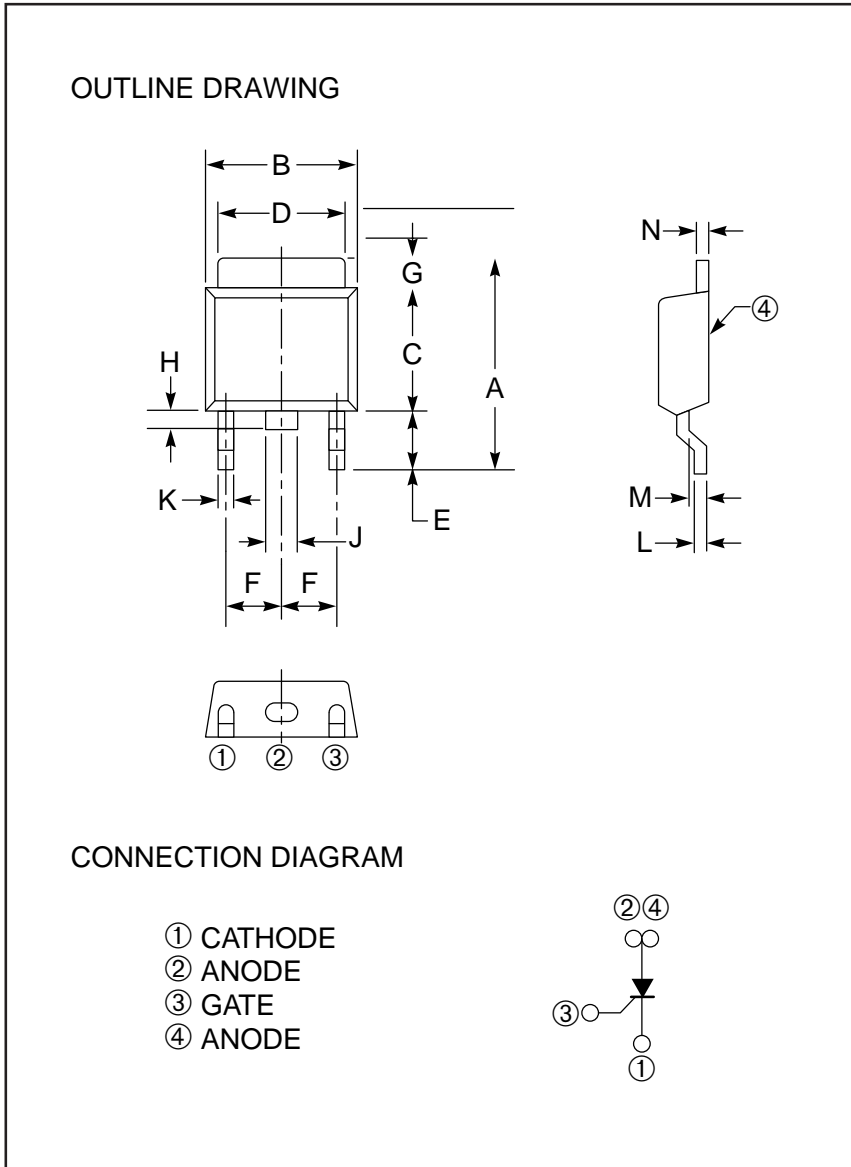 OUTLINE DRAWING
B
D
N
G
④
C
H
A
K
E
M
J
L
F F
① ② ③
CONNECTION DIAGRAM
②④
① CATHODE
② ANODE
③ GATE
④ ANODE
③
①